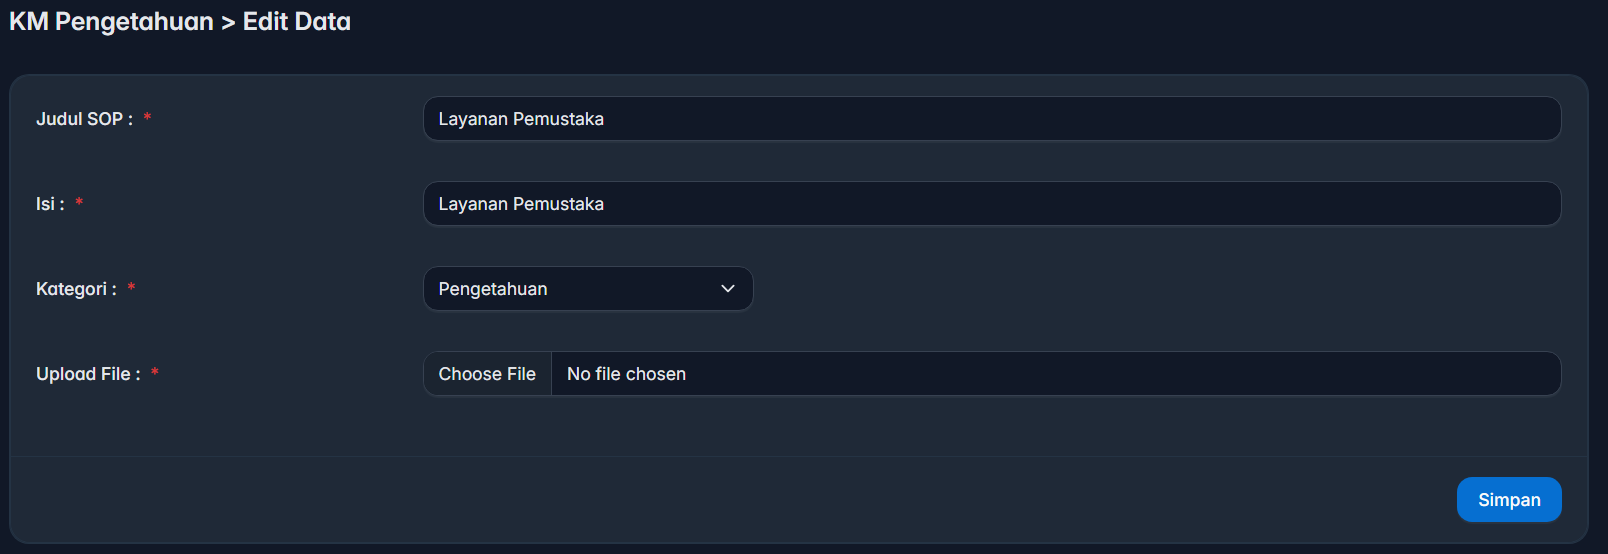 KM Pengetahuan > Edit Data
Judul SOP : *
Layanan Pemustaka
Isi : *
Layanan Pemustaka
Kategori : *
Pengetahuan
Upload File : *
Choose File No file chosen
Simpan